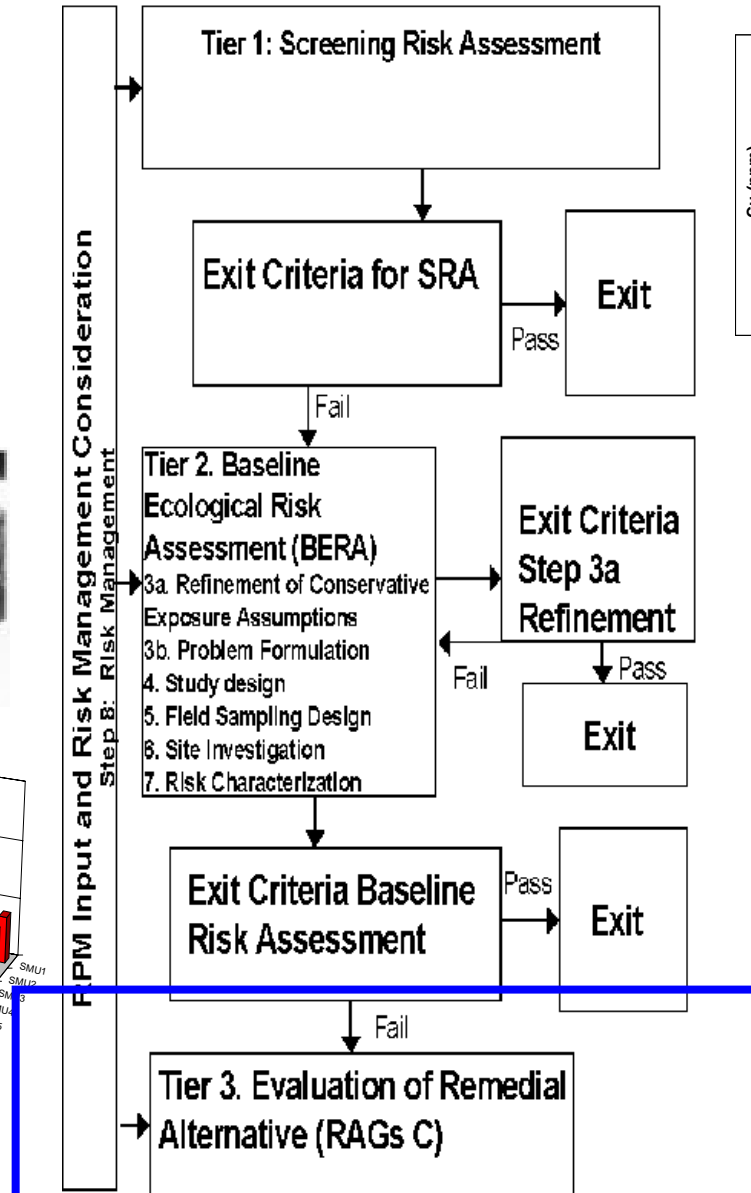 Tier 1: Screening Risk Assessment
Exit Criteria for SRA
Exit
Pass
Fail
RPM Input and Risk Management Consideration
Step 8: Risk Management
Tier 2. Baseline
Ecological Risk
Assessment (BERA)
3a. Refinement of Conservative
Exposure Assumptions
3b. Problem Formulation
4. Study design
5. Field Sampling Design
6. Site Investigation
7. Risk Characterization
Exit Criteria
Step 3a
Refinement
Fail
Pass
Exit
Exit Criteria Baseline
Risk Assessment
Pass
Exit
Fail
Tier 3. Evaluation of Remedial
Alternative (RAGs C)
SMU1
SMU2